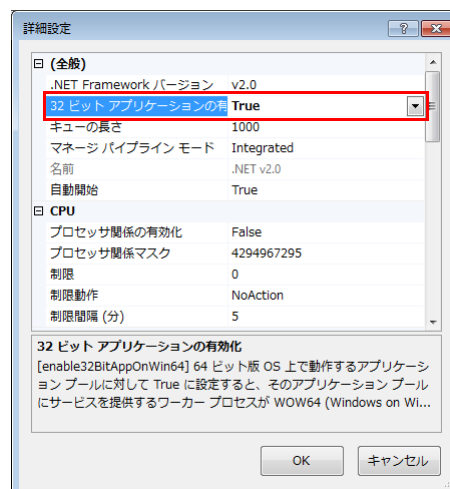 詳細設定
(全般)
.NET Framework バージョン v2.0
32 ビット アプリケーションの有 True
キューの長さ 1000
マネージ パイプライン モード Integrated
名前 .NET v2.0
自動開始 True
CPU
プロセッサ関係の有効化 False
プロセッサ関係マスク 4294967295
制限 0
制限動作 NoAction
制限間隔 (分) 5
32 ビット アプリケーションの有効化
[enable32BitAppOnWin64] 64 ビット版 OS 上で動作するアプリケーシ
ョン プールに対して True に設定すると、そのアプリケーション プール
にサービスを提供するワーカー プロセスが WOW64 (Windows on Wi...
OK キャンセル